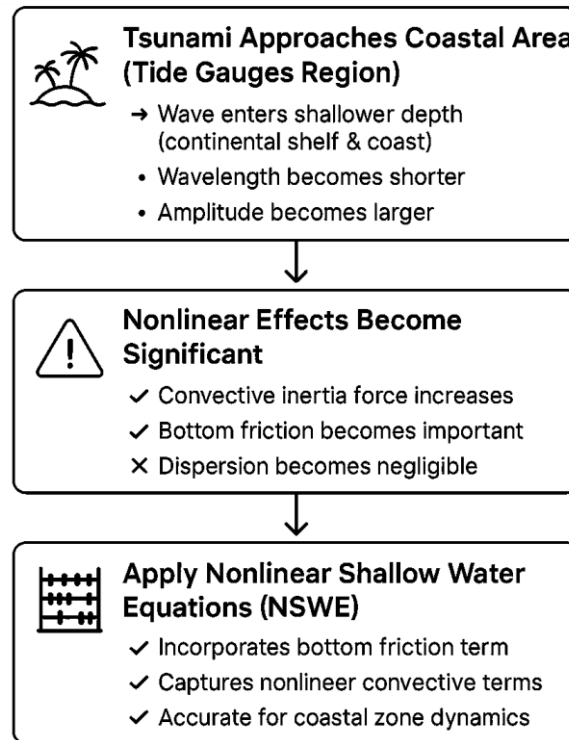 Tsunami Approaches Coastal Area
(Tide Gauges Region)
→ Wave enters shallower depth
(continental shelf & coast)
• Wavelength becomes shorter
• Amplitude becomes larger
Nonlinear Effects Become
Significant
✓ Convective inertia force increases
✓ Bottom friction becomes important
✕ Dispersion becomes negligible
Apply Nonlinear Shallow Water
Equations (NSWE)
✓ Incorporates bottom friction term
✓ Captures nonlineer convective terms
✓ Accurate for coastal zone dynamics